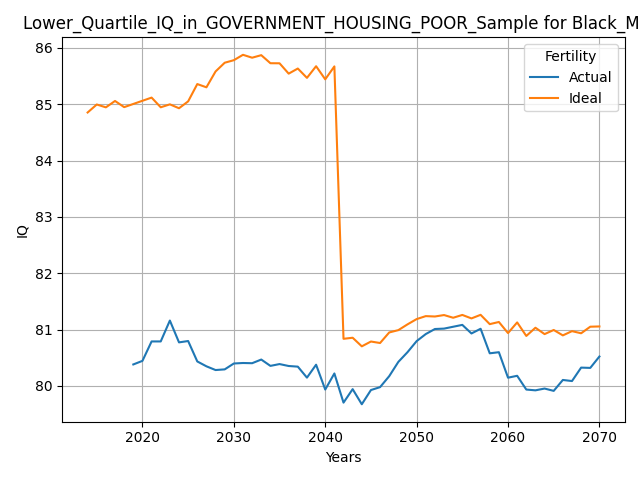 Lower_Quartile_IQ_in_GOVERNMENT_HOUSING_POOR_Sample for Black_M
86
85
84
83
82
81
80
IQ
Fertility
Actual
Ideal
2020 2030 2040 2050 2060 2070
Years